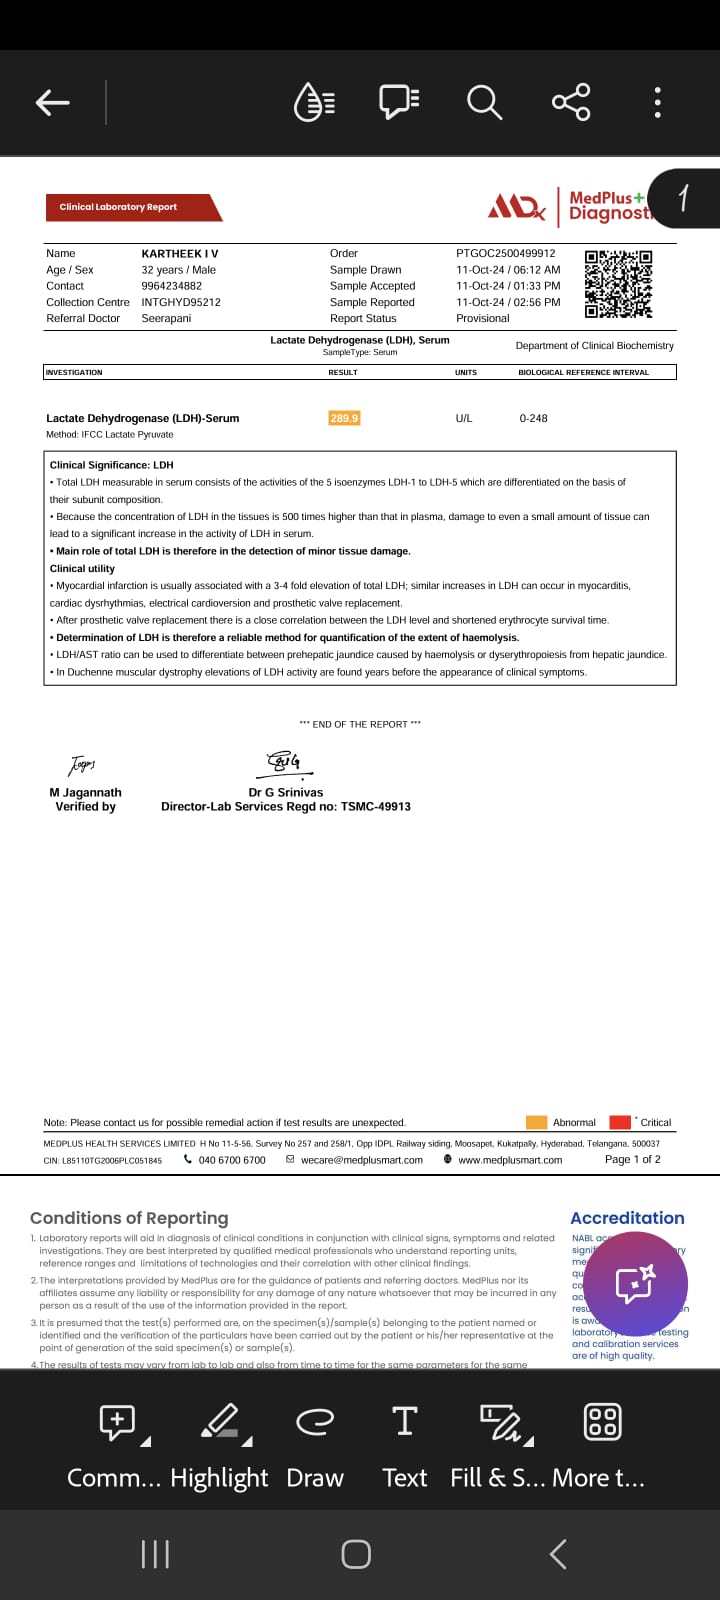 1
Clinical Laboratory Report
MDx
MedPlus+
Name KARTHEEK I V Order PTGOC2500499912
Age / Sex 32 years / Male Sample Drawn 11-Oct-24 / 06:12 AM
Contact 9964234882 Sample Accepted 11-Oct-24 / 01:33 PM
Collection Centre INTGHYD95212 Sample Reported 11-Oct-24 / 02:56 PM
Referral Doctor Seerapani Report Status Provisional
Lactate Dehydrogenase (LDH), Serum
SampleType: Serum
Department of Clinical Biochemistry
INVESTIGATION RESULT UNITS BIOLOGICAL REFERENCE INTERVAL
Lactate Dehydrogenase (LDH)-Serum 289.9 U/L 0-248
Method: IFCC Lactate Pyruvate
Clinical Significance: LDH
• Total LDH measurable in serum consists of the activities of the 5 isoenzymes LDH-1 to LDH-5 which are differentiated on the basis of
their subunit composition.
• Because the concentration of LDH in the tissues is 500 times higher than that in plasma, damage to even a small amount of tissue can
lead to a significant increase in the activity of LDH in serum.
• Main role of total LDH is therefore in the detection of minor tissue damage.
Clinical utility
• Myocardial infarction is usually associated with a 3-4 fold elevation of total LDH; similar increases in LDH can occur in myocarditis,
cardiac dysrhythmias, electrical cardioversion and prosthetic valve replacement.
• After prosthetic valve replacement there is a close correlation between the LDH level and shortened erythrocyte survival time.
• Determination of LDH is therefore a reliable method for quantification of the extent of haemolysis.
• LDH/AST ratio can be used to differentiate between prehepatic jaundice caused by haemolysis or dyserythropoiesis from hepatic jaundice.
• In Duchenne muscular dystrophy elevations of LDH activity are found years before the appearance of clinical symptoms.
*** END OF THE REPORT ***
M Jagannath Dr G Srinivas
Verified by Director-Lab Services Regd no: TSMC-49913
Note: Please contact us for possible remedial action if test results are unexpected. Abnormal * Critical
MEDPLUS HEALTH SERVICES LIMITED H No 11-5-56, Survey No 257 and 258/1, Opp IDPL Railway siding, Moosapet, Kukatpally, Hyderabad, Telangana, 500037
CIN: L85110TG2006PLC051845 040 6700 6700 wecare@medplusmart.com www.medplusmart.com Page 1 of 2
Conditions of Reporting
1. Laboratory reports will aid in diagnosis of clinical conditions in conjunction with clinical signs, symptoms and related
investigations. They are best interpreted by qualified medical professionals who understand reporting units,
reference ranges and limitations of technologies and their correlation with other clinical findings.
2. The interpretations provided by MedPlus are for the guidance of patients and referring doctors. MedPlus nor its
affiliates assume any liability or responsibility for any damage of any nature whatsoever that may be incurred in any
person as a result of the use of the information provided in the report.
3. It is presumed that the test(s) performed are, on the specimen(s)/sample(s) belonging to the patient named or
identified and the verification of the particulars have been carried out by the patient or his/her representative at the
point of generation of the said specimen(s) or sample(s).
4. The results of tests may vary from lab to lab and also from time to time for the same parameters for the same
Accreditation
NABL
is
laboratory testing
and calibration services
are of high quality.
Comm... Highlight Draw Text Fill & S... More t...